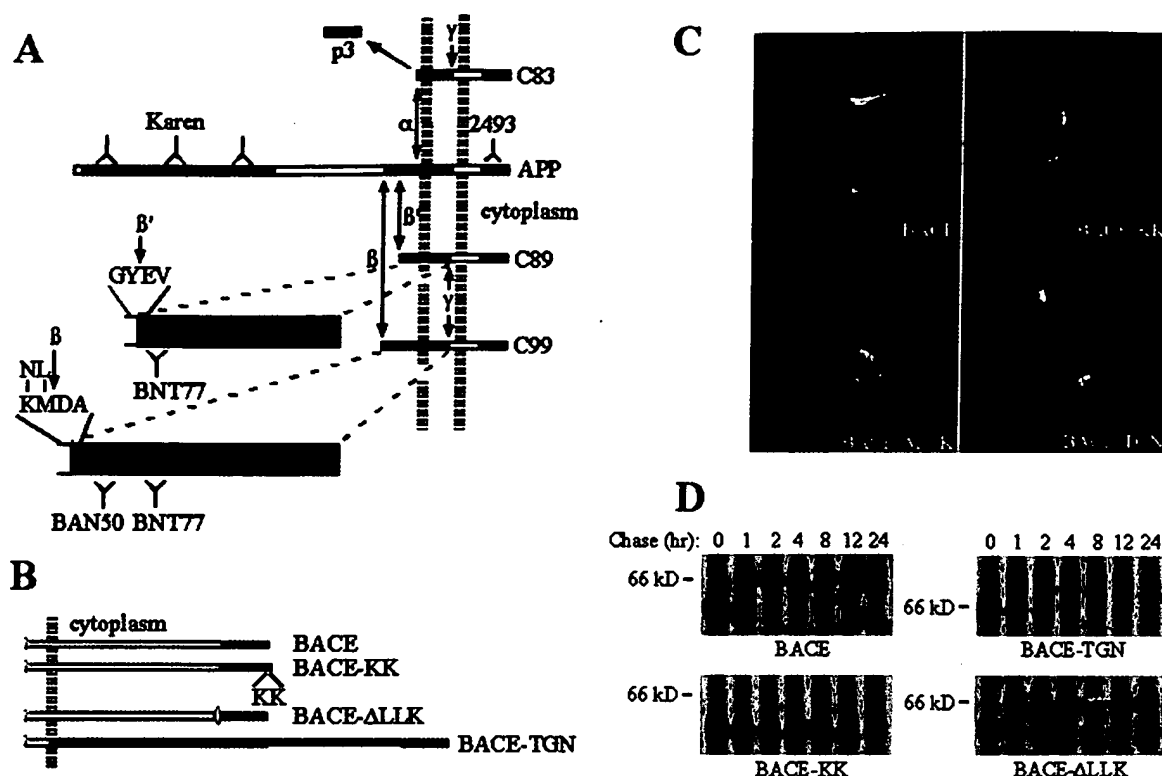 A
p3
γ
C83
α
Karen
2493
APP
β'
cytoplasm
β'
GYEV
β
C89
γ
β
NL
KMDA
BNT77
C99
BAN50 BNT77
B
cytoplasm
BACE
BACE-KK
KK
BACE-ΔLLK
BACE-TGN
C
BACE
D
Chase (hr): 0 1 2 4 8 12 24
0 1 2 4 8 12 24
66 kD
66 kD
BACE
BACE-TGN
66 kD
66 kD
BACE-KK
BACE-ΔLLK